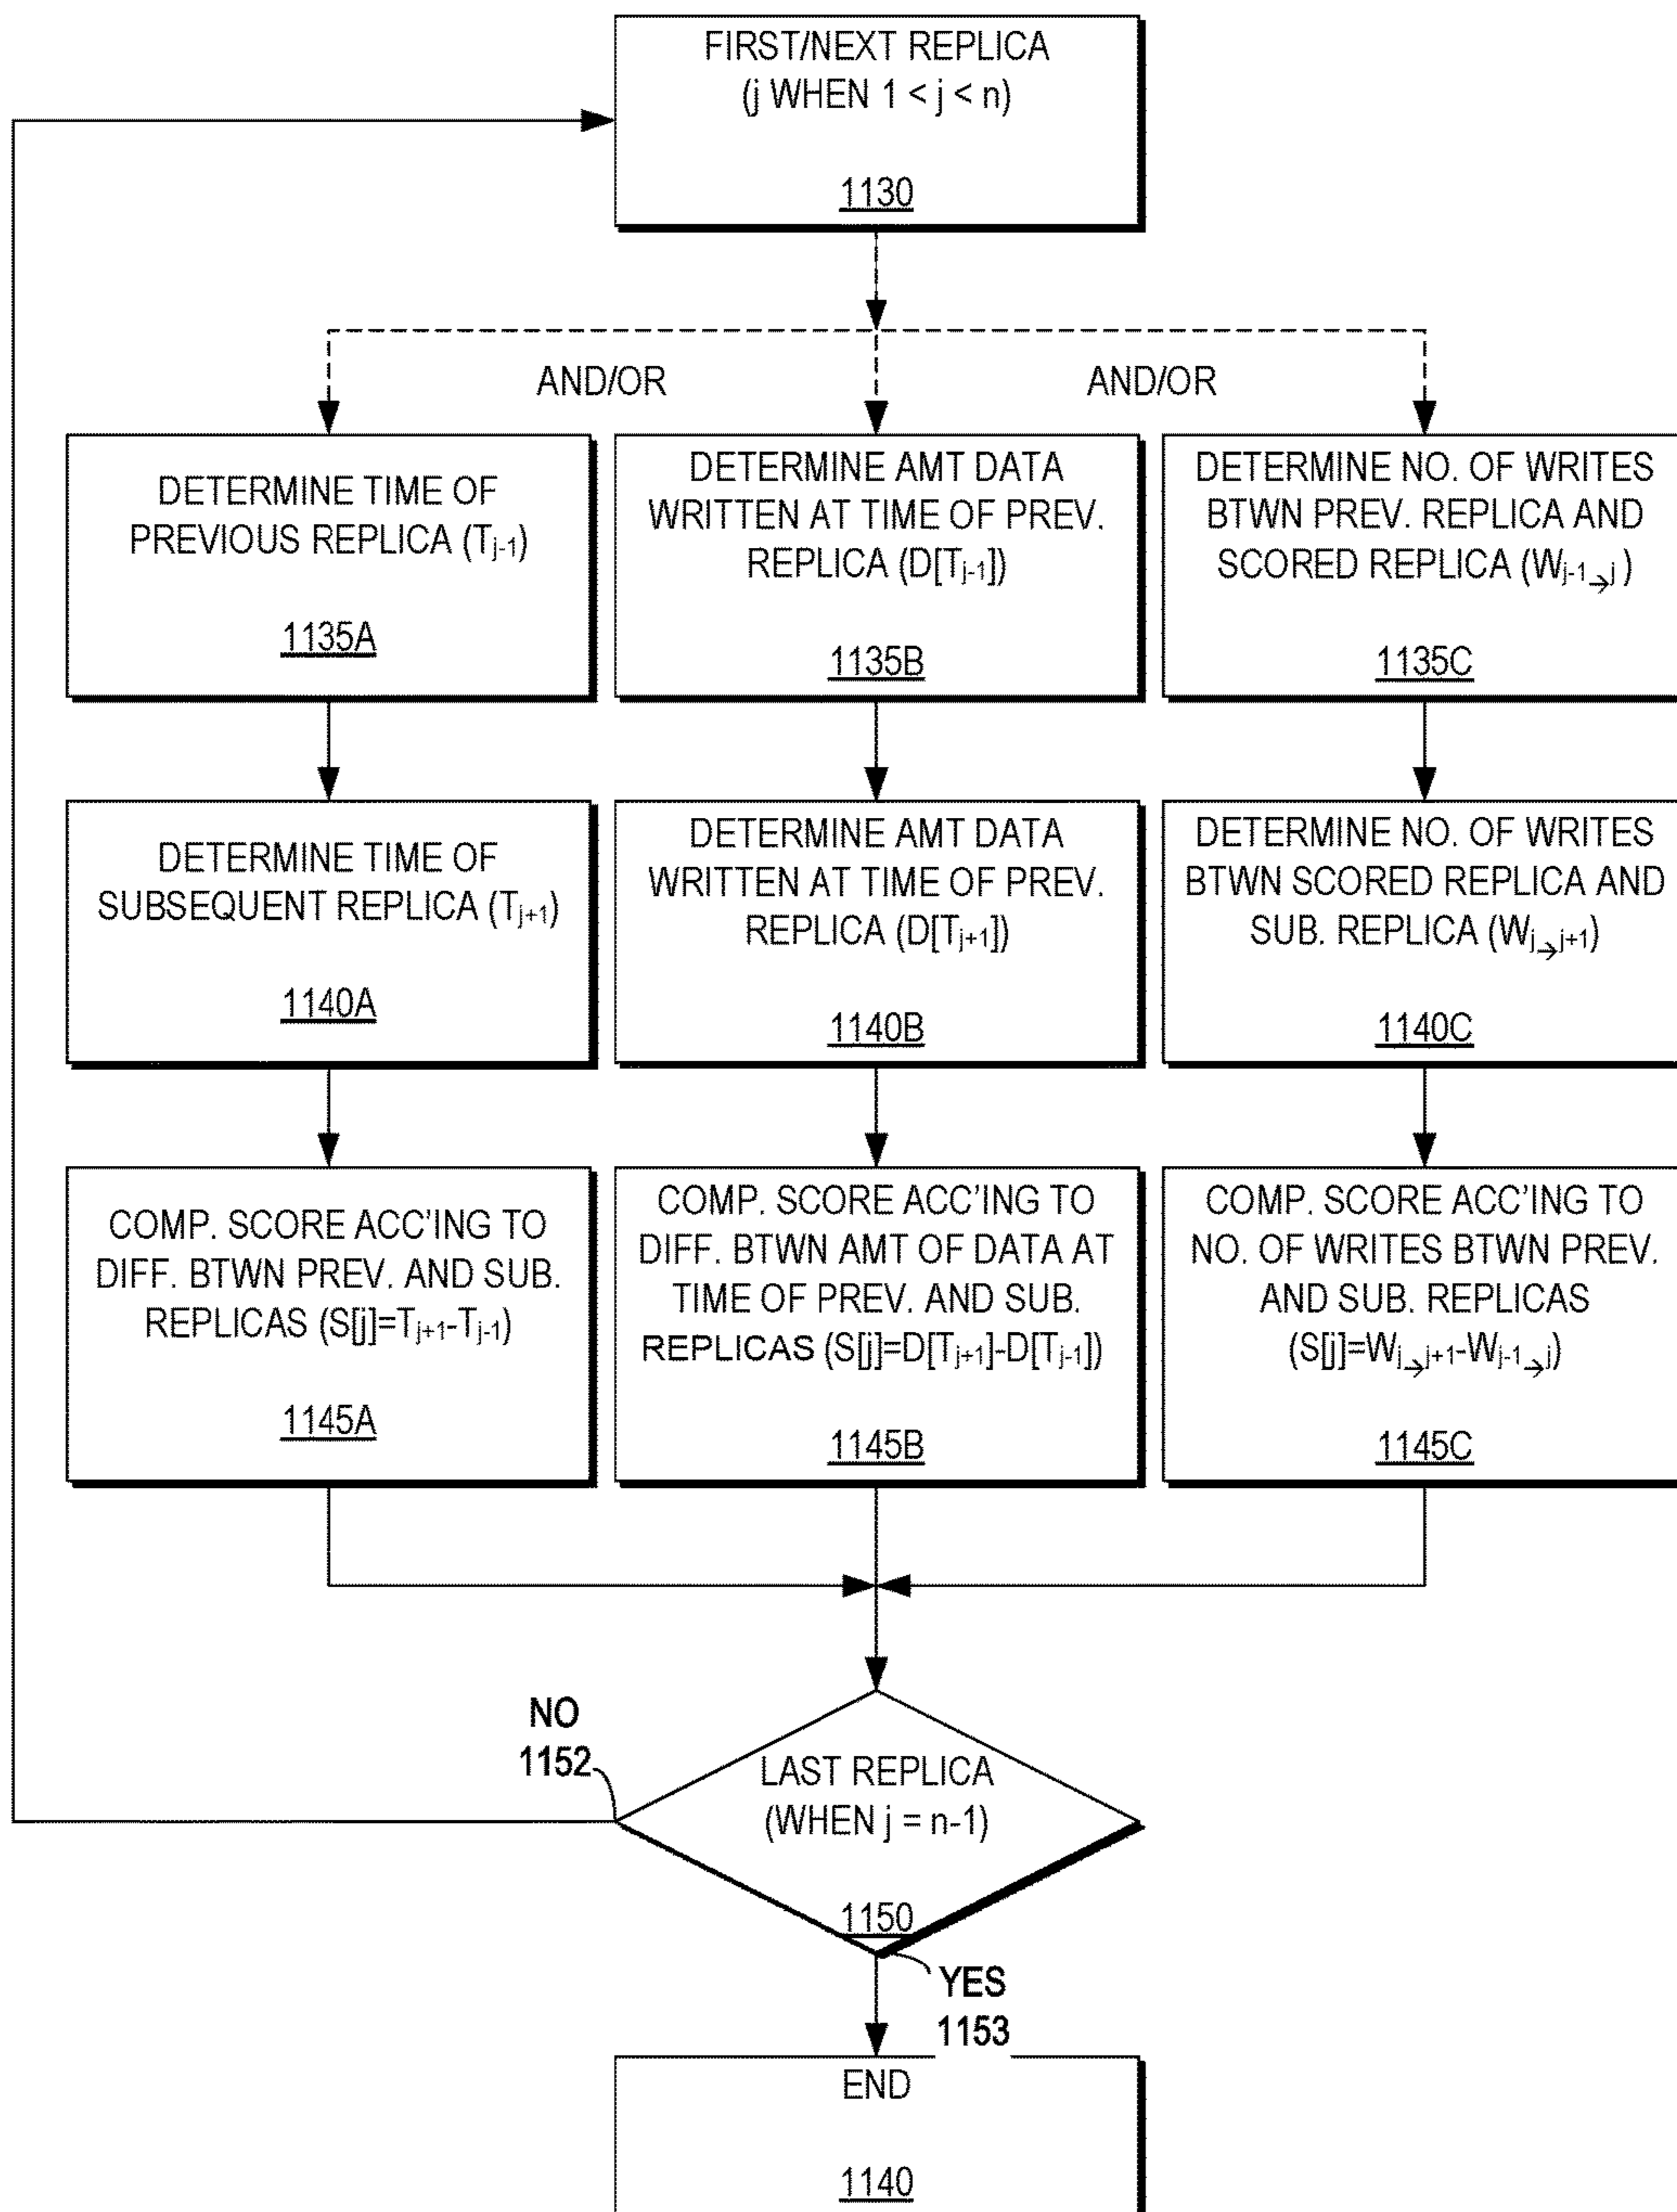 FIRST/NEXT REPLICA
(j WHEN 1 < j < n)
1130
AND/OR
AND/OR
DETERMINE TIME OF
PREVIOUS REPLICA (Tj-1)
1135A
DETERMINE AMT DATA
WRITTEN AT TIME OF PREV.
REPLICA (D[Tj-1])
1135B
DETERMINE NO. OF WRITES
BTWN PREV. REPLICA AND
SCORED REPLICA (Wj-1→j )
1135C
DETERMINE TIME OF
SUBSEQUENT REPLICA (Tj+1)
1140A
DETERMINE AMT DATA
WRITTEN AT TIME OF PREV.
REPLICA (D[Tj+1])
1140B
DETERMINE NO. OF WRITES
BTWN SCORED REPLICA AND
SUB. REPLICA (Wj→j+1)
1140C
COMP. SCORE ACC'ING TO
DIFF. BTWN PREV. AND SUB.
REPLICAS (S[j]=Tj+1-Tj-1)
1145A
COMP. SCORE ACC'ING TO
DIFF. BTWN AMT OF DATA AT
TIME OF PREV. AND SUB.
REPLICAS (S[j]=D[Tj+1]-D[Tj-1])
1145B
COMP. SCORE ACC'ING TO
NO. OF WRITES BTWN PREV.
AND SUB. REPLICAS
(S[j]=Wj→j+1-Wj-1→j)
1145C
NO
1152
LAST REPLICA
(WHEN j = n-1)
1150
YES
1153
END
1140